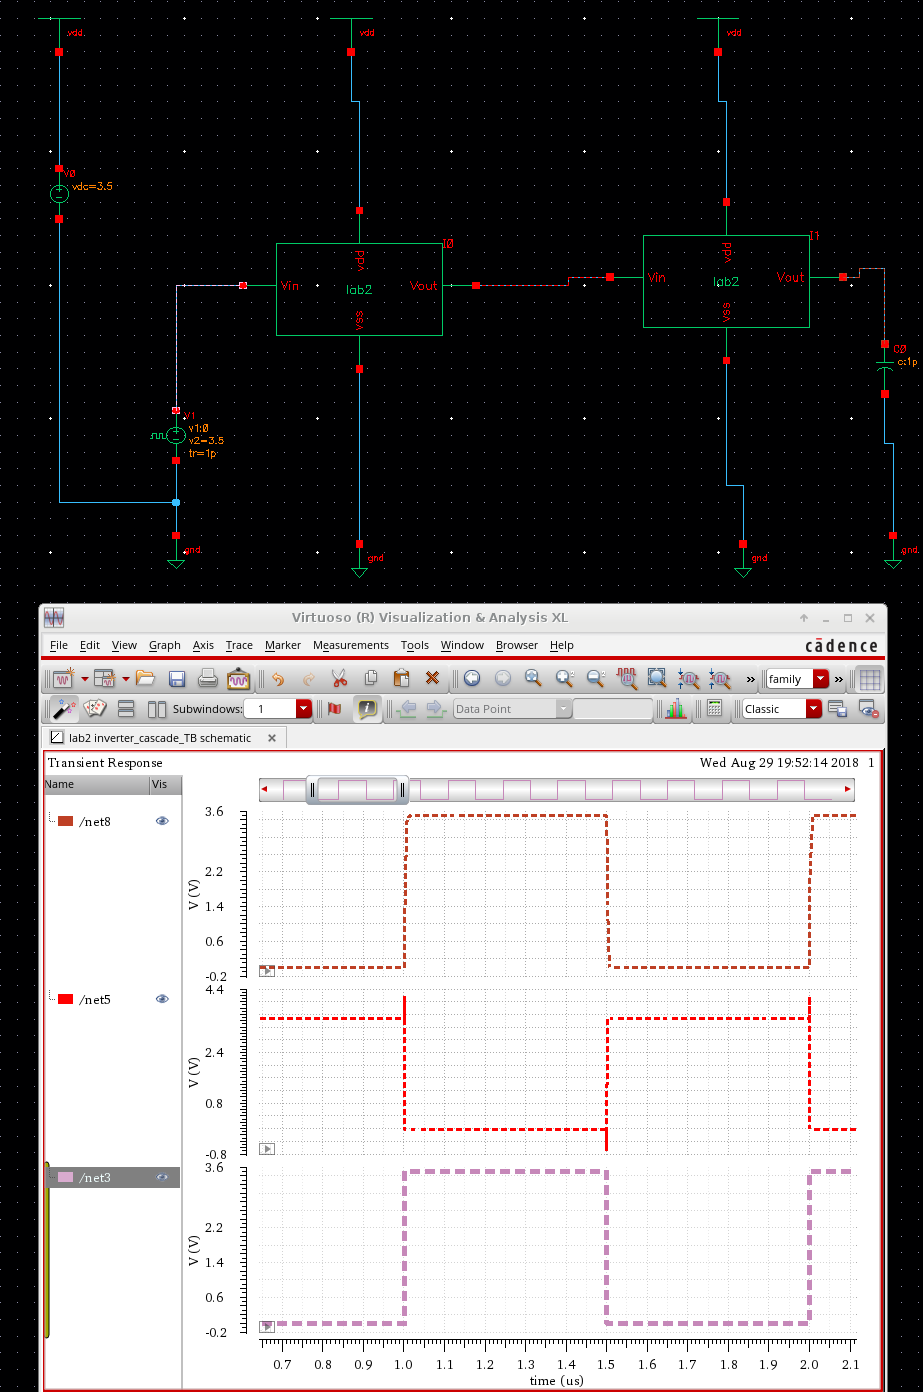 vdd
vdd
vdd
V0
vdc=3.5
I0
vdd
Vin
lab2
Vout
vss
I1
vdd
Vin
lab2
Vout
vss
C0
c:1p
V1
v1:0
v2=3.5
tr=1p
gnd
gnd
gnd
gnd
Virtuoso (R) Visualization & Analysis XL
File Edit View Graph Axis Trace Marker Measurements Tools Window Browser Help
cādence
» family »
Subwindows: 1 Data Point Classic
lab2 inverter_cascade_TB schematic
Transient Response Wed Aug 29 19:52:14 2018 1
Name Vis
/net8
3.6
2.2
1.4
0.6
-0.2
V (V)
/net5
4.4
2.4
0.8
-0.8
V (V)
/net3
3.6
2.2
1.4
0.6
-0.2
V (V)
0.7 0.8 0.9 1.0 1.1 1.2 1.3 1.4 1.5 1.6 1.7 1.8 1.9 2.0 2.1
time (us)